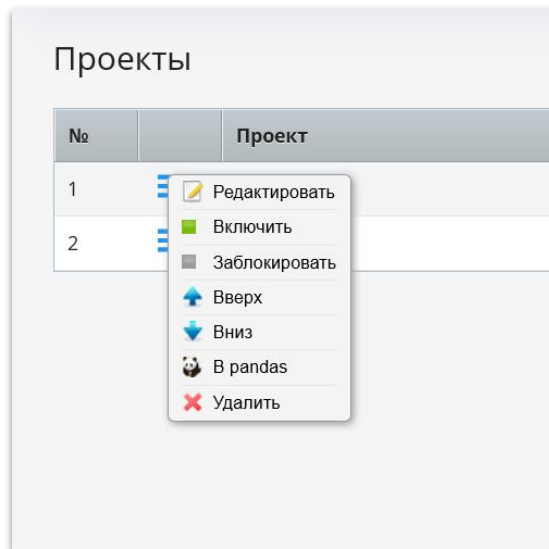 Проекты
№ Проект
1
Редактировать
Включить
2
Заблокировать
Вверх
Вниз
В pandas
Удалить